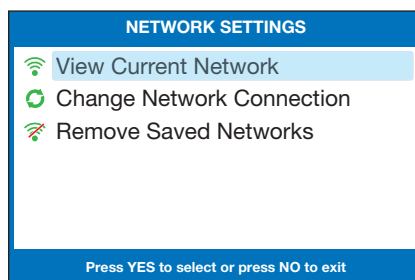 NETWORK SETTINGS
View Current Network
Change Network Connection
Remove Saved Networks
Press YES to select or press NO to exit